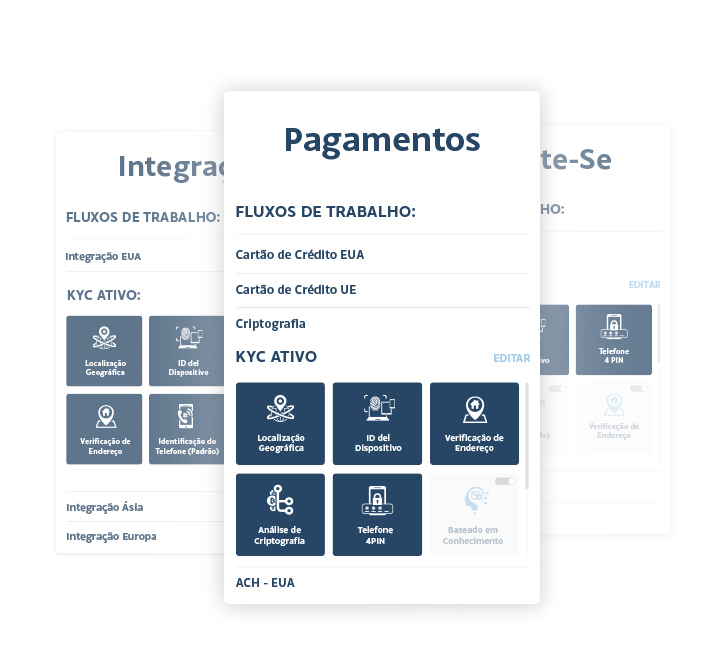 Pagamentos
FLUXOS DE TRABALHO:
Cartão de Crédito EUA
Cartão de Crédito UE
Criptografia
KYC ATIVO
EDITAR
Localização
Geográfica
ID del
Dispositivo
Verificação de
Endereço
Análise de
Criptografia
Telefone
4PIN
Baseado em
Conhecimento
ACH - EUA
FLUXOS DE TRABALHO:
Integração EUA
KYC ATIVO:
Localização
Geográfica
ID del
Dispositivo
Verificação de
Endereço
Identificação do
Telefone (Padrão)
Integração Ásia
Integração Europa
te-Se
HO:
EDITAR
Telefone
4 PIN
Verificação de
Endereço